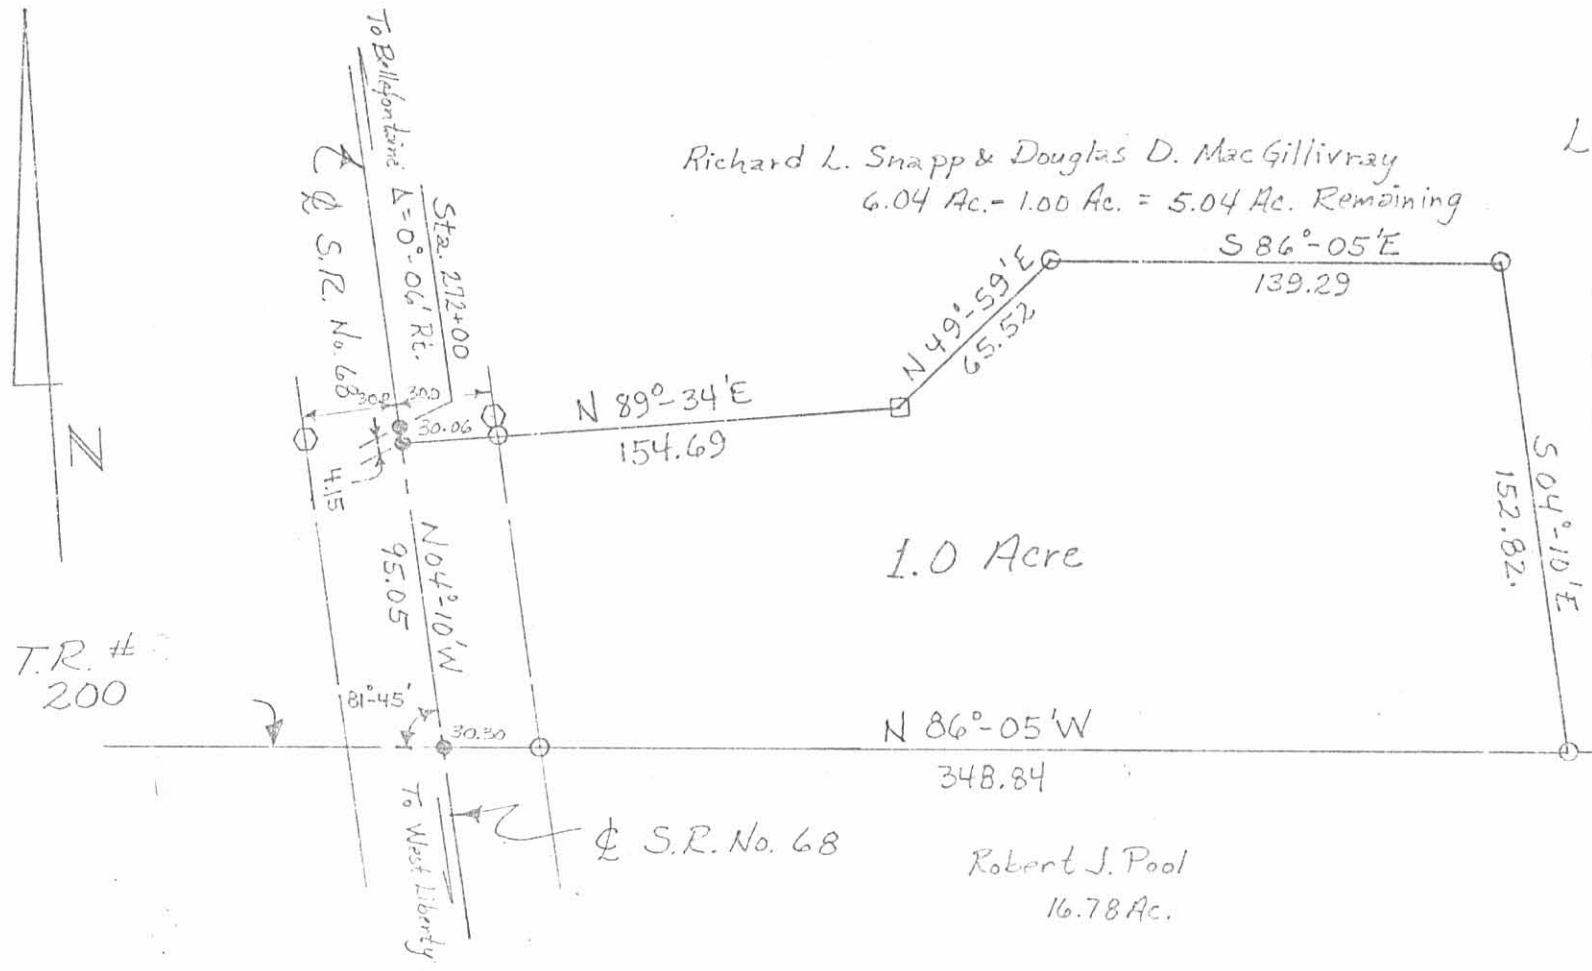 To Bellefontaine
Δ=0°-06' Rt.
Sta. 272+00
℄ S.R. No. 68
Richard L. Snapp & Douglas D. MacGillivray
6.04 Ac. - 1.00 Ac. = 5.04 Ac. Remaining
L
S 86°-05'E
139.29
N 49°-59'E
65.52
N 89°-34'E
154.69
30.0
30.0
30.06
4.15
N
S 04°-10'E
152.82
N 04°-10'W
95.05
1.0 Acre
T.R. #
200
81°-45'
30.30
N 86°-05'W
348.84
To West Liberty
℄ S.R. No. 68
Robert J. Pool
16.78 Ac.